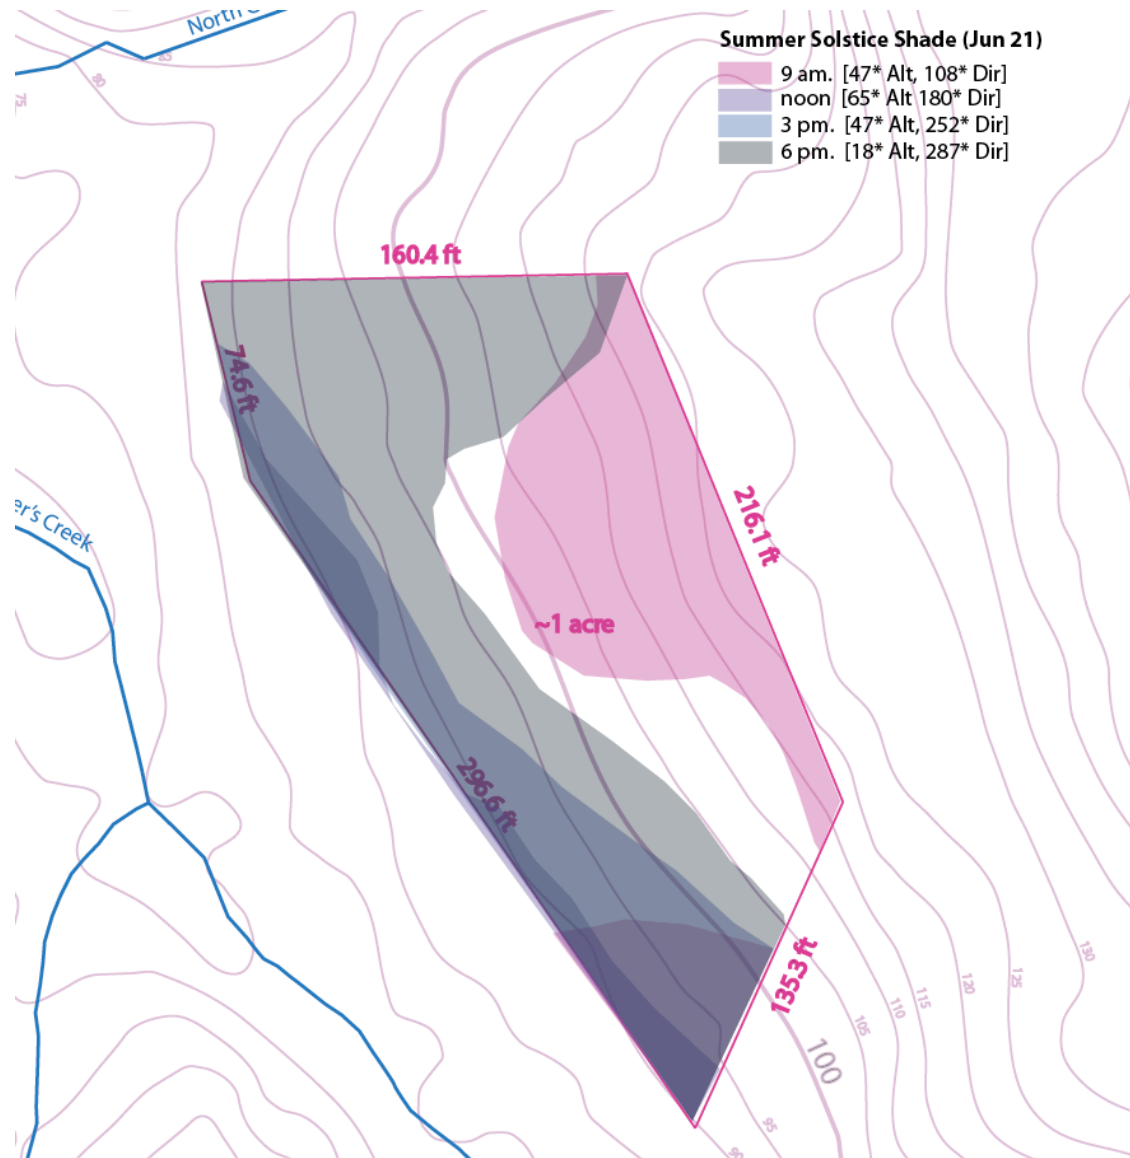 North C
Summer Solstice Shade (Jun 21)
9 am. [47* Alt, 108* Dir]
noon [65* Alt 180* Dir]
3 pm. [47* Alt, 252* Dir]
6 pm. [18* Alt, 287* Dir]
85
80
75
160.4 ft
74.6 ft
216.1 ft
er's Creek
~1 acre
296.6 ft
135.3 ft
130
125
120
115
110
105
100
95
90